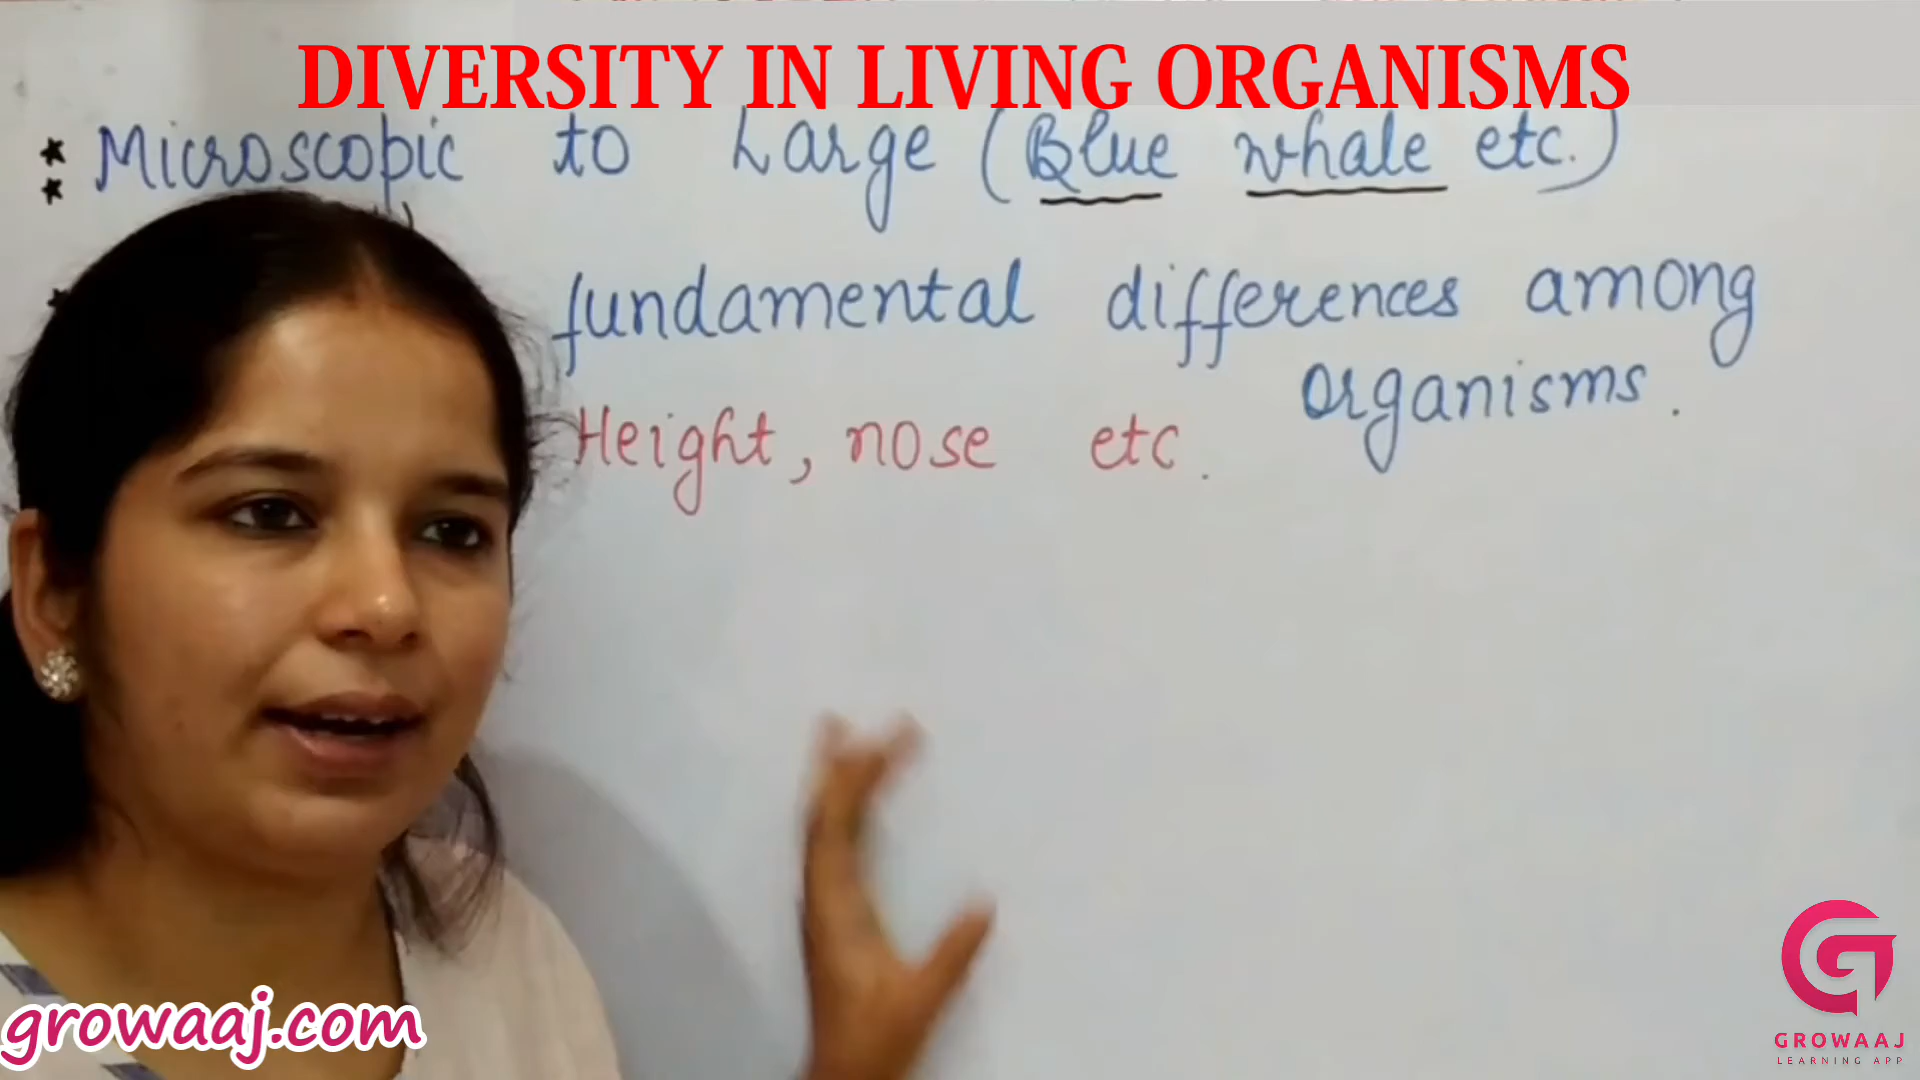 DIVERSITY IN LIVING ORGANISMS
Microscopic to Large (Blue whale etc.)
fundamental differences among
organisms.
Height, nose etc.
growaaj.com
GROWAAJ
LEARNING APP